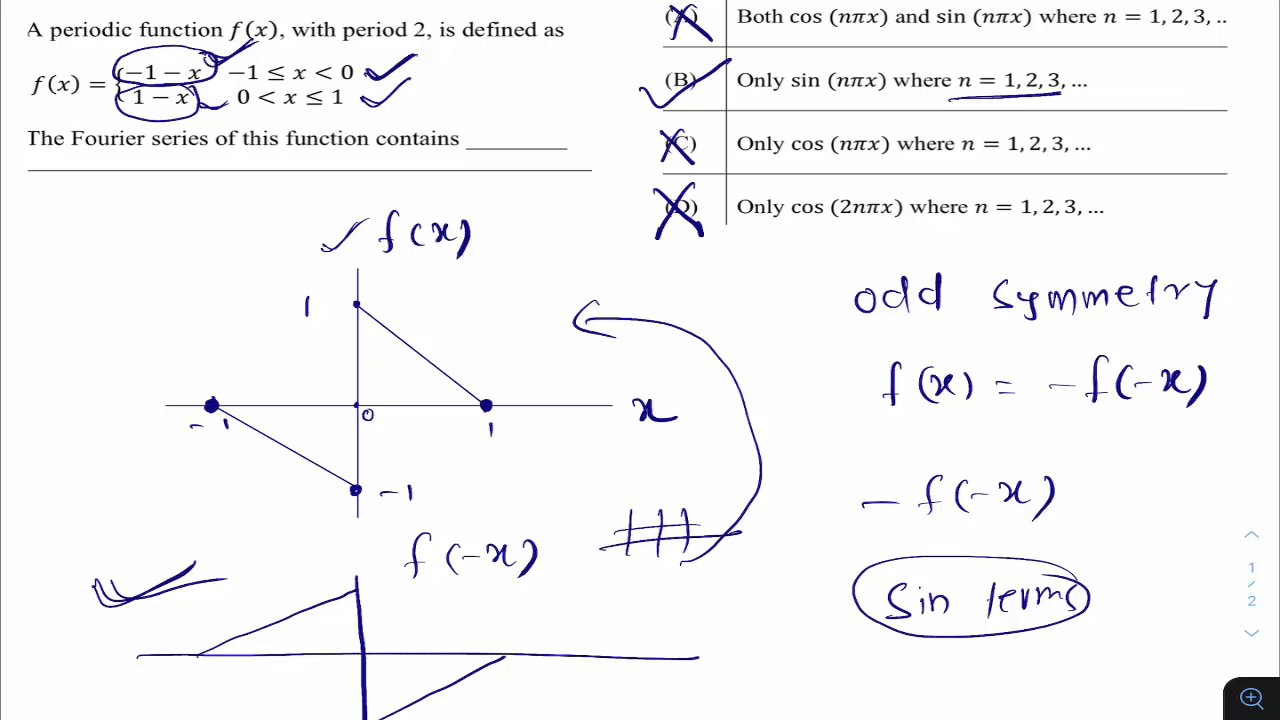 A periodic function f(x), with period 2, is defined as
f(x) = {−1 − x −1 ≤ x < 0
1 − x 0 < x ≤ 1
The Fourier series of this function contains ________
(A) Both cos (nπx) and sin (nπx) where n = 1, 2, 3, ..
(B) Only sin (nπx) where n = 1, 2, 3, ...
(C) Only cos (nπx) where n = 1, 2, 3, ...
(D) Only cos (2nπx) where n = 1, 2, 3, ...
f(x)
1
x
-1
0
1
-1
f(-x)
odd symmetry
f(x) = -f(-x)
- f(-x)
Sin terms
1
/
2